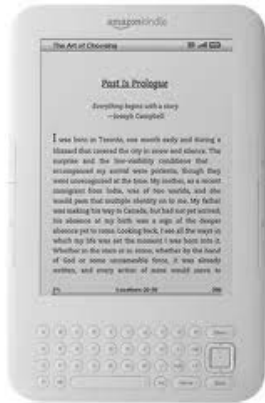 amazonkindle
The Art of Choosing
Past Is Prologue
Everything begins with a story
—Joseph Campbell
I was born in Toronto, one month early and during a
blizzard that covered the city in snow and silence. The
surprise and the low-visibility conditions that
accompanied my arrival were portents, though they
went unrecognized at the time. My mother, as a recent
immigrant from India, was of two worlds, and she
would pass that multiple identity on to me. My father
was making his way to Canada, but had not yet arrived;
his absence at my birth was a sign of the deeper
absence yet to come. Looking back, I see all the ways in
which my life was set the moment I was born into it.
Whether in the stars or in stone, whether by the hand
of God or some unnameable force, it was already
written, and every action of mine would serve to
Locations 20-26